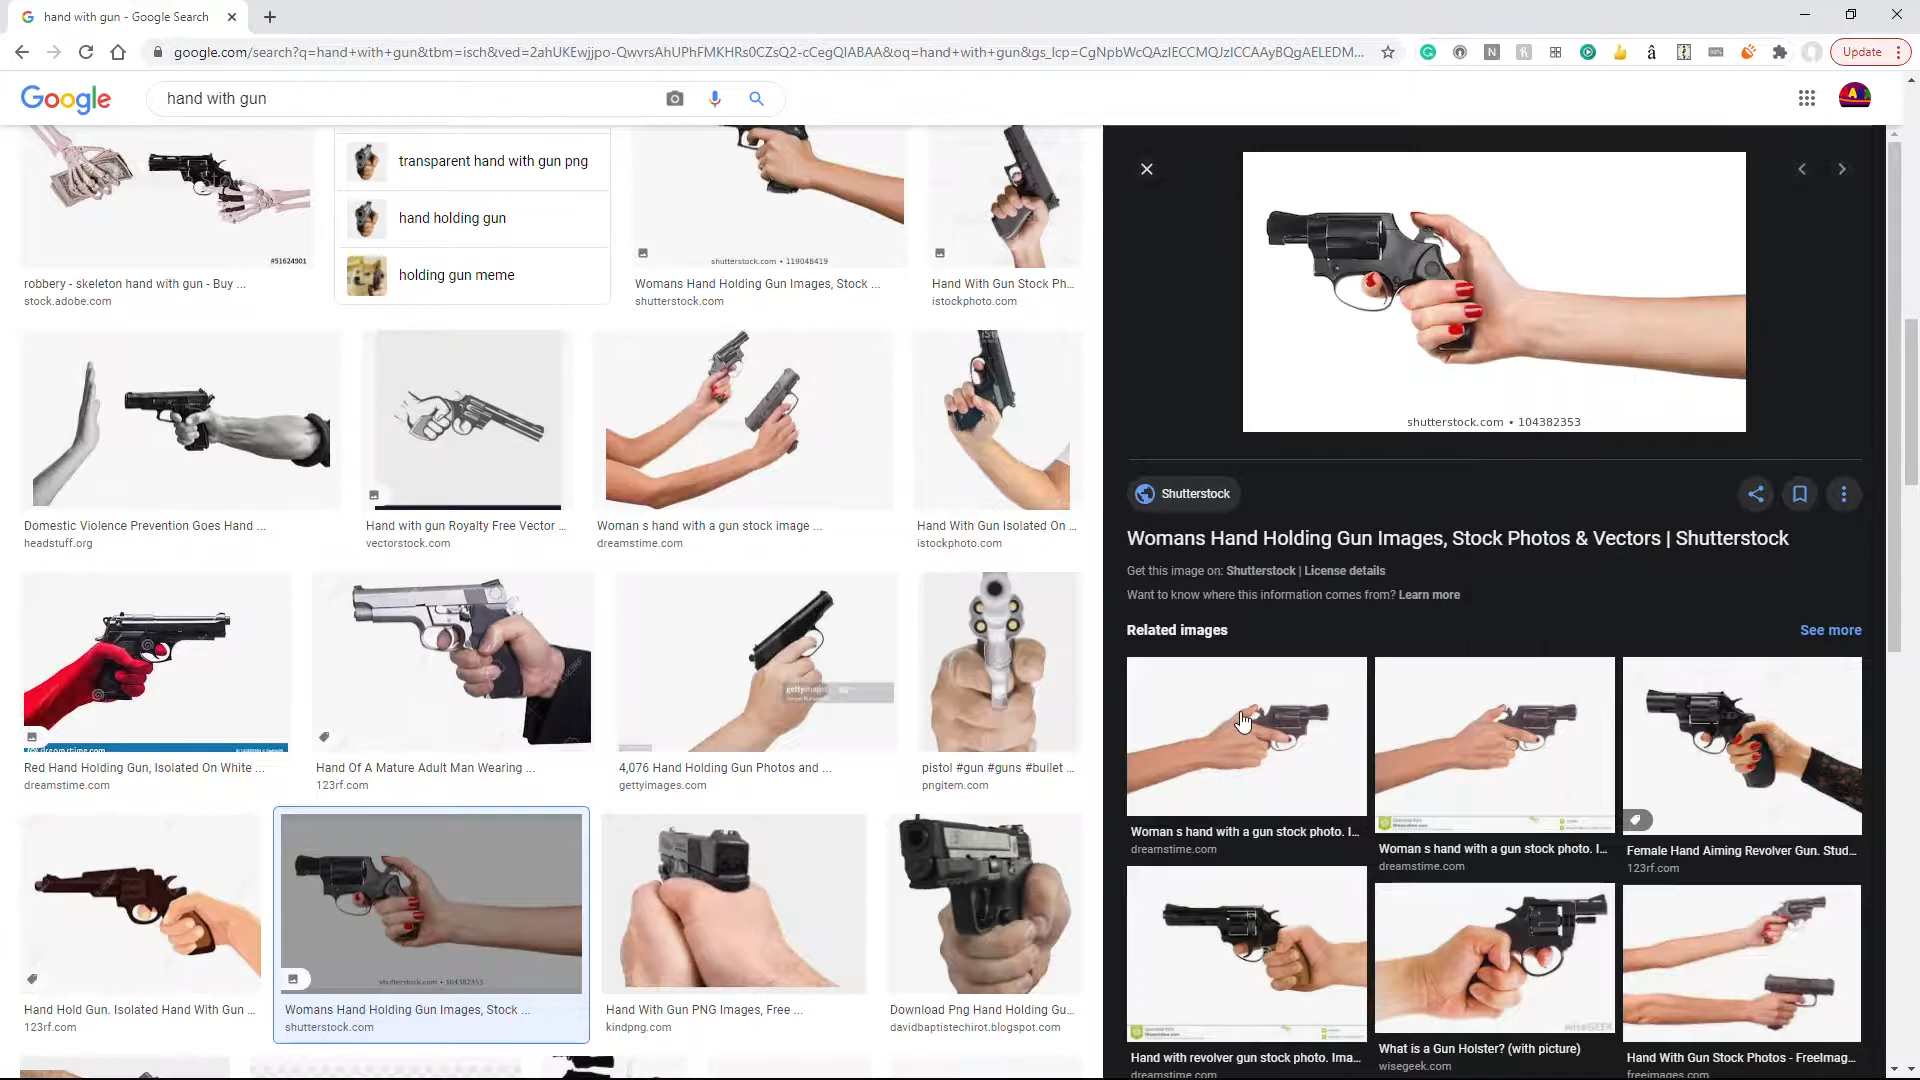 hand with gun - Google Search
google.com/search?q=hand+with+gun&tbm=isch&ved=2ahUKEwjjpo-QwvrsAhUPhFMKHRs0CZsQ2-cCegQIABAA&oq=hand+with+gun&gs_lcp=CgNpbWcQAzIECCMQJzICCAAyBQgAELEDM...
Update
Google
hand with gun
transparent hand with gun png
hand holding gun
holding gun meme
#51624901
shutterstock.com • 119048419
robbery - skeleton hand with gun - Buy ...
stock.adobe.com
Womans Hand Holding Gun Images, Stock ...
shutterstock.com
Hand With Gun Stock Ph...
istockphoto.com
Domestic Violence Prevention Goes Hand ...
headstuff.org
Hand with gun Royalty Free Vector ...
vectorstock.com
Woman s hand with a gun stock image ...
dreamstime.com
Hand With Gun Isolated On ...
istockphoto.com
gettyimages
dreamstime.com
Red Hand Holding Gun, Isolated On White ...
dreamstime.com
Hand Of A Mature Adult Man Wearing ...
123rf.com
4,076 Hand Holding Gun Photos and ...
gettyimages.com
pistol #gun #guns #bullet ...
pngitem.com
shutterstock.com • 104382353
Hand Hold Gun. Isolated Hand With Gun ...
123rf.com
Womans Hand Holding Gun Images, Stock ...
shutterstock.com
Hand With Gun PNG Images, Free ...
kindpng.com
Download Png Hand Holding Gu...
davidbaptistechirot.blogspot.com
shutterstock.com • 104382353
Shutterstock
Womans Hand Holding Gun Images, Stock Photos & Vectors | Shutterstock
Get this image on: Shutterstock | License details
Want to know where this information comes from? Learn more
Related images
See more
Woman s hand with a gun stock photo. I...
dreamstime.com
Woman s hand with a gun stock photo. I...
dreamstime.com
Female Hand Aiming Revolver Gun. Stud...
123rf.com
wiseGEEK
Hand with revolver gun stock photo. Ima...
dreamstime.com
What is a Gun Holster? (with picture)
wisegeek.com
Hand With Gun Stock Photos - FreeImag...
freeimages.com